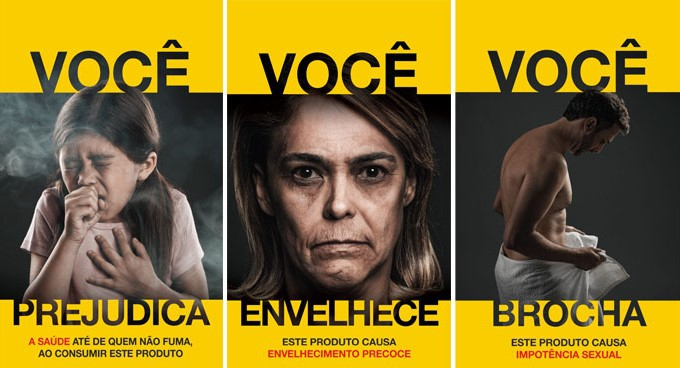 VOCÊ
PREJUDICA
A SAÚDE ATÉ DE QUEM NÃO FUMA,
AO CONSUMIR ESTE PRODUTO
VOCÊ
ENVELHECE
ESTE PRODUTO CAUSA
ENVELHECIMENTO PRECOCE
VOCÊ
BROCHA
ESTE PRODUTO CAUSA
IMPOTÊNCIA SEXUAL